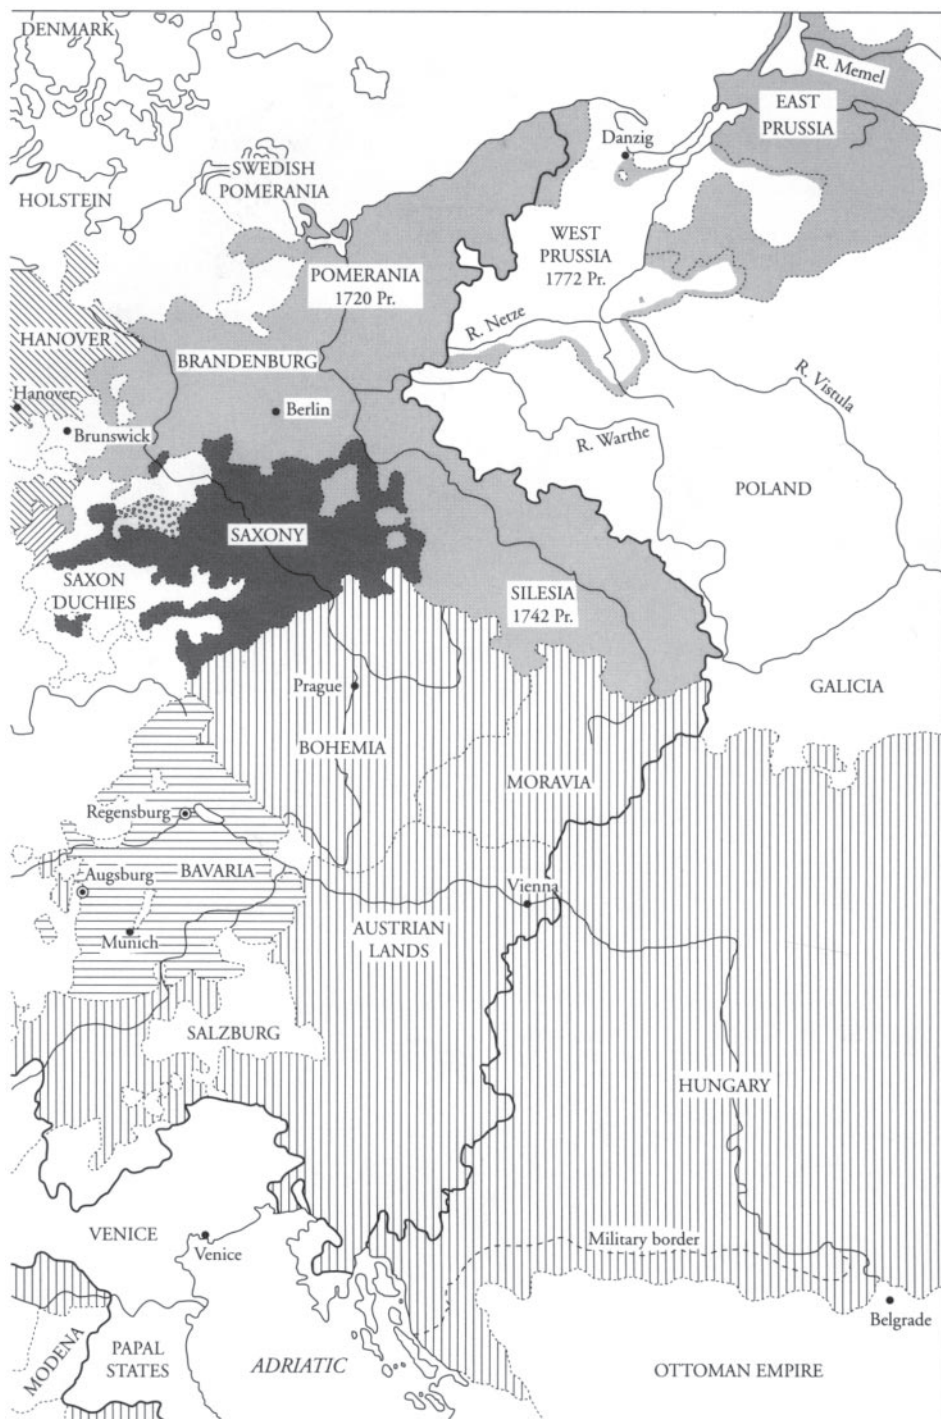 DENMARK
R. Memel
EAST
PRUSSIA
Danzig
SWEDISH
POMERANIA
HOLSTEIN
WEST
PRUSSIA
1772 Pr.
POMERANIA
1720 Pr.
R. Netze
HANOVER
BRANDENBURG
R. Vistula
Hanover
Berlin
Brunswick
R. Warthe
POLAND
SAXONY
SAXON
DUCHIES
SILESIA
1742 Pr.
Prague
GALICIA
BOHEMIA
MORAVIA
Regensburg
BAVARIA
Augsburg
Vienna
AUSTRIAN
LANDS
Munich
SALZBURG
HUNGARY
VENICE
Venice
Military border
Belgrade
MODENA
PAPAL
STATES
ADRIATIC
OTTOMAN EMPIRE